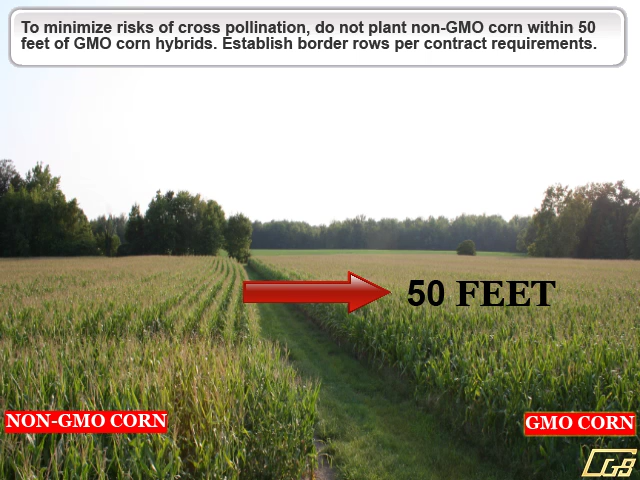 To minimize risks of cross pollination, do not plant non-GMO corn within 50
feet of GMO corn hybrids. Establish border rows per contract requirements.
50 FEET
NON-GMO CORN
GMO CORN
CGB